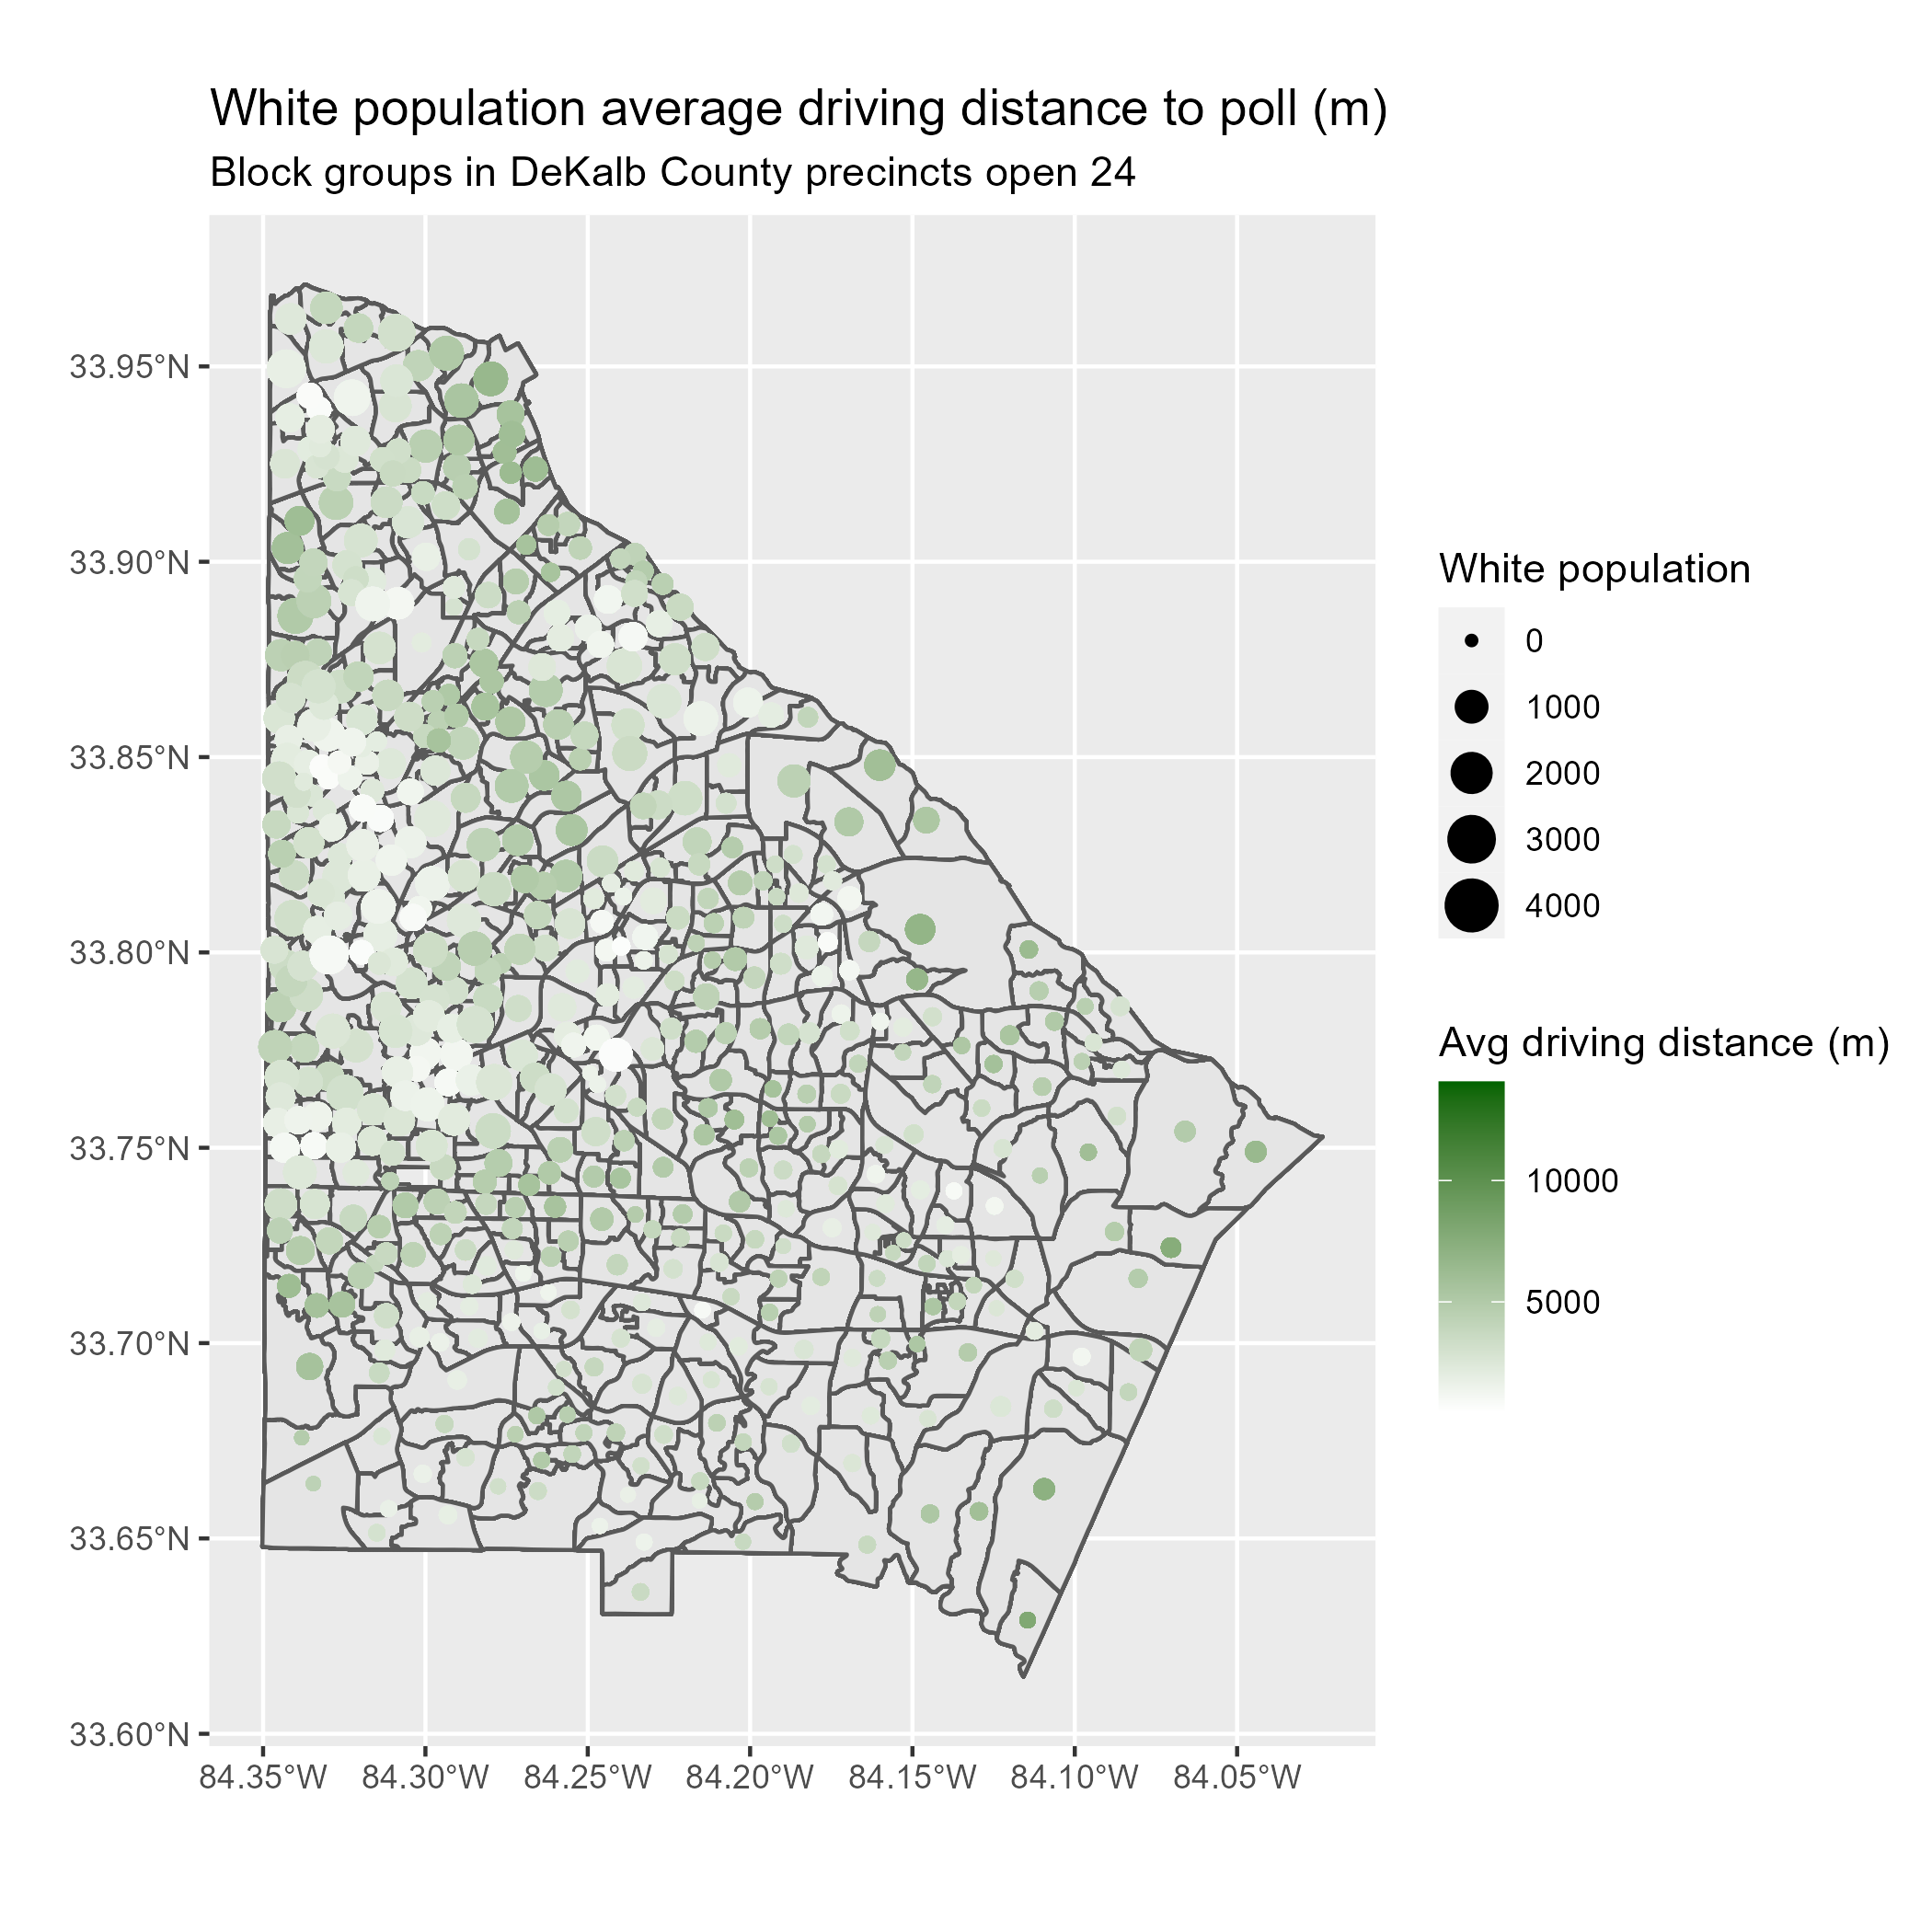 White population average driving distance to poll (m)
Block groups in DeKalb County precincts open 24
33.95°N
33.90°N
33.85°N
33.80°N
33.75°N
33.70°N
33.65°N
33.60°N
84.35°W 84.30°W 84.25°W 84.20°W 84.15°W 84.10°W 84.05°W
White population
0
1000
2000
3000
4000
Avg driving distance (m)
10000
5000